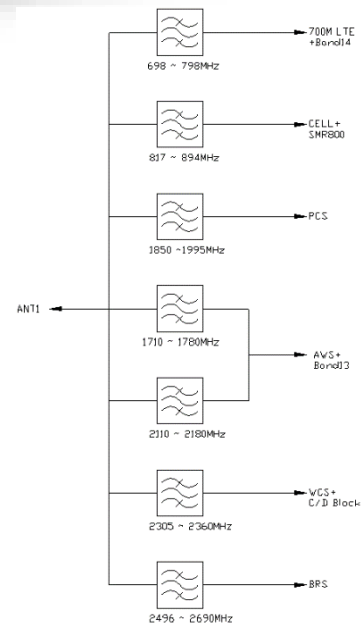 700M LTE
+Band14
698 ~ 798MHz
CELL+
SMR800
817 ~ 894MHz
PCS
1850 ~1995MHz
ANT1
1710 ~ 1780MHz
AWS+
Band13
2110 ~ 2180MHz
WCS+
C/D Block
2305 ~ 2360MHz
BRS
2496 ~ 2690MHz